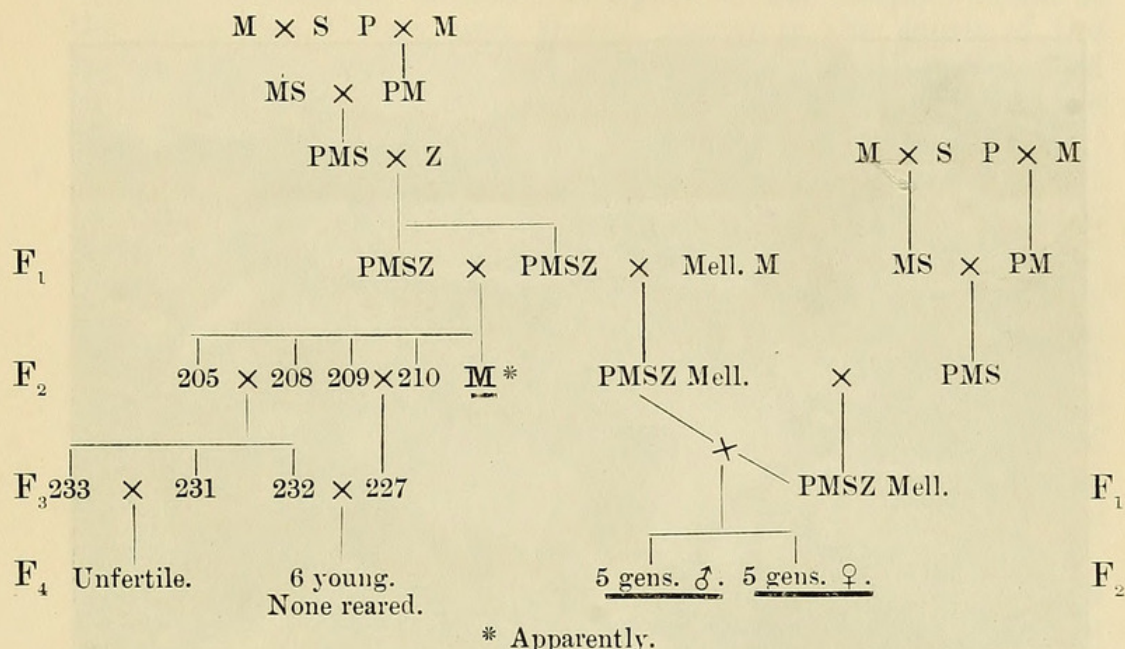 M × S P × M
MS × PM
PMS × Z
M × S P × M
F1 PMSZ × PMSZ × Mell. M MS × PM
F2 205 × 208 209 × 210 M * PMSZ Mell. × PMS
×
F3 233 × 231 232 × 227 PMSZ Mell. F1
F4 Unfertile. 6 young. 5 gens. ♂. 5 gens. ♀. F2
None reared.
* Apparently.